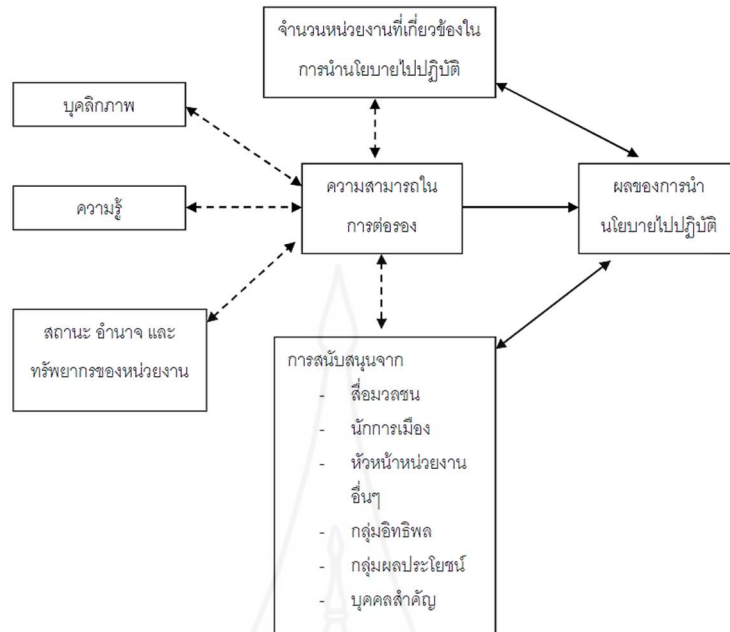 จำนวนหน่วยงานที่เกี่ยวข้องใน
การนำนโยบายไปปฏิบัติ
บุคลิกภาพ
ความรู้
สถานะ อำนาจ และ
ทรัพยากรของหน่วยงาน
ความสามารถใน
การต่อรอง
ผลของการนำ
นโยบายไปปฏิบัติ
การสนับสนุนจาก
- สื่อมวลชน
- นักการเมือง
- หัวหน้าหน่วยงาน
อื่นๆ
- กลุ่มอิทธิพล
- กลุ่มผลประโยชน์
- บุคคลสำคัญ